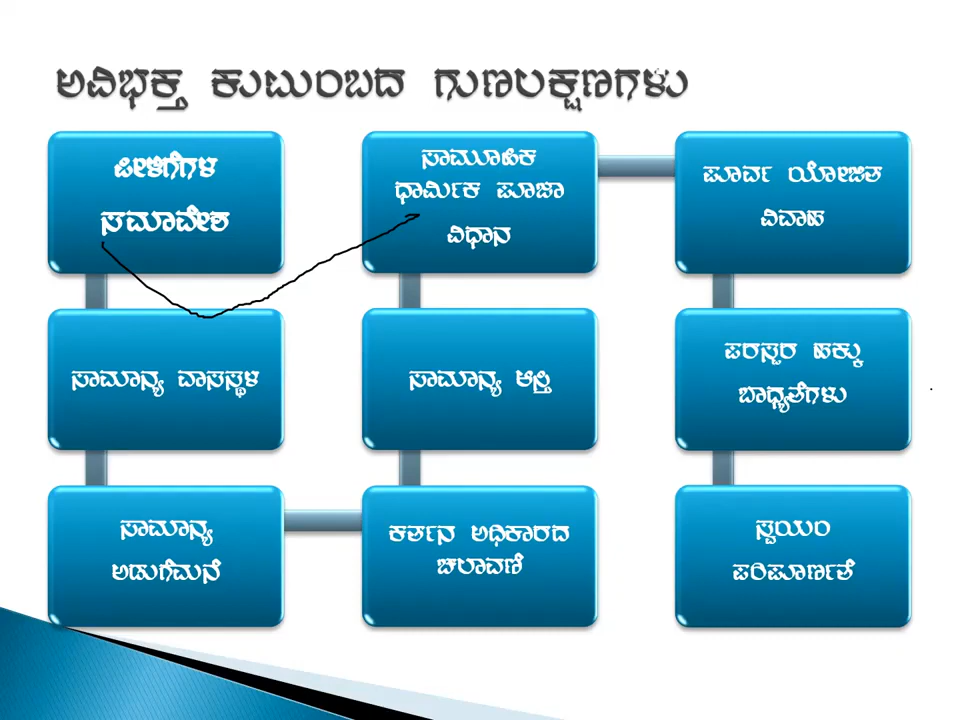 ಅವಿಭಕ್ತ ಕುಟುಂಬದ ಗುಣಲಕ್ಷಣಗಳು
ಪೀಳಿಗೆಗಳ
ಸಮಾವೇಶ
ಸಾಮಾನ್ಯ ವಾಸಸ್ಥಳ
ಸಾಮಾನ್ಯ
ಅಡುಗೆಮನೆ
ಕರ್ತನ ಅಧಿಕಾರದ
ಚಲಾವಣೆ
ಸಾಮಾನ್ಯ ಆಸ್ತಿ
ಸಾಮೂಹಿಕ
ಧಾರ್ಮಿಕ ಪೂಜಾ
ವಿಧಾನ
ಪೂರ್ವ ಯೋಜಿತ
ವಿವಾಹ
ಪರಸ್ಪರ ಹಕ್ಕು
ಬಾಧ್ಯತೆಗಳು
ಸ್ವಯಂ
ಪರಿಪೂರ್ಣತೆ